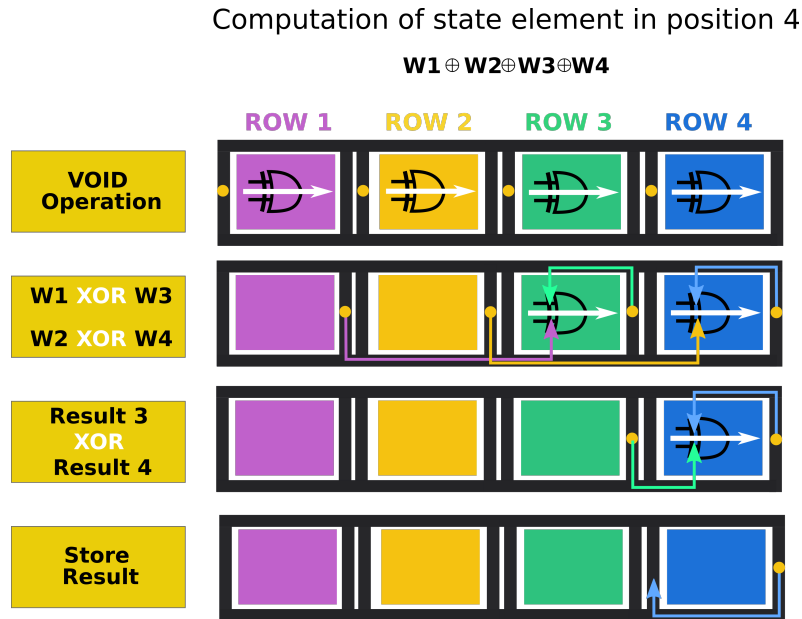 Computation of state element in position 4
W1 ⊕ W2⊕W3⊕W4
ROW 1 ROW 2 ROW 3 ROW 4
VOID
Operation
W1 XOR W3
W2 XOR W4
Result 3
XOR
Result 4
Store
Result